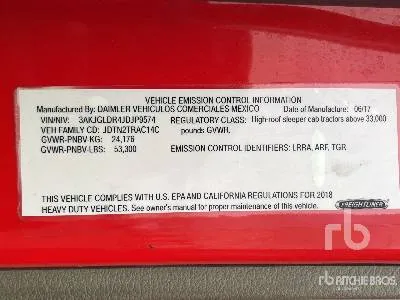 VEHICLE EMISSION CONTROL INFORMATION
Manufactured by: DAIMLER VEHICULOS COMERCIALES MEXICO Date of Manufacture: 06/17
VIN/NIV: 3AKJGLDR4JDJP9574 REGULATORY CLASS: High-roof sleeper cab tractors above 33,000
VEH FAMILY CD: JDTN2TRAC14C pounds GVWR.
GVWR-PNBV-KG: 24,176
GVWR-PNBV-LBS: 53,300 EMISSION CONTROL IDENTIFIERS: LRRA, ARF, TGR
THIS VEHICLE COMPLIES WITH U.S. EPA AND CALIFORNIA REGULATIONS FOR 2018
HEAVY DUTY VEHICLES. See owner's manual for proper maintenance of this vehicle.
FREIGHTLINER
rb
rb RITCHIE BROS.